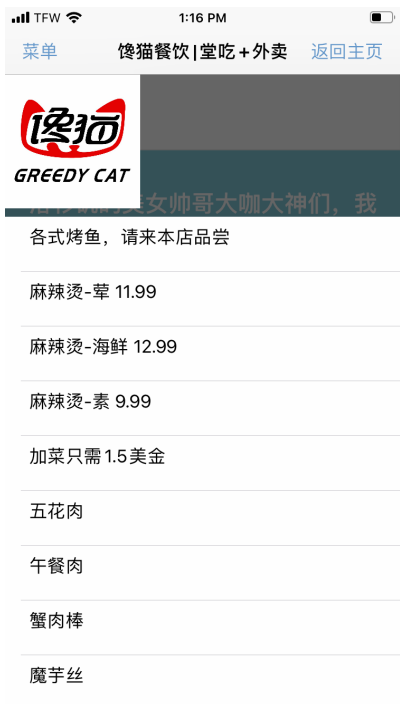 TFW
1:16 PM
菜单
馋猫餐饮|堂吃+外卖
返回主页
馋猫
GREEDY CAT
美女帅哥大咖大神们，我
各式烤鱼，请来本店品尝
麻辣烫-荤 11.99
麻辣烫-海鲜 12.99
麻辣烫-素 9.99
加菜只需1.5美金
五花肉
午餐肉
蟹肉棒
魔芋丝